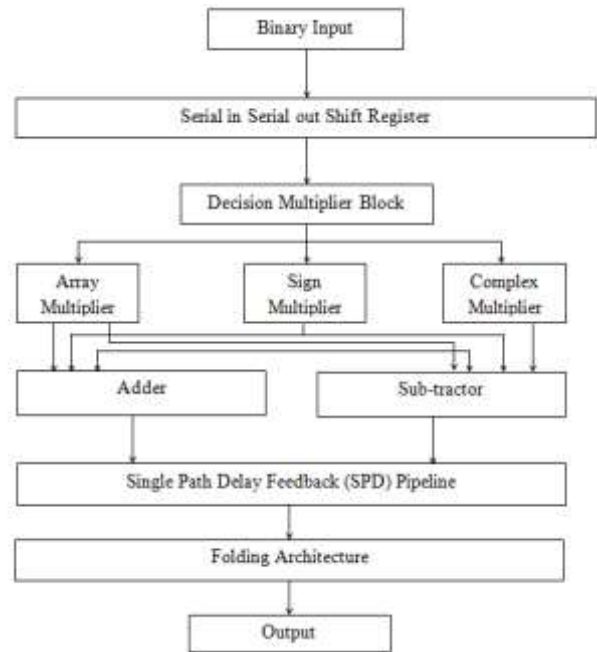 Binary Input
Serial in Serial out Shift Register
Decision Multiplier Block
Array
Multiplier
Sign
Multiplier
Complex
Multiplier
Adder
Sub-tractor
Single Path Delay Feedback (SPD) Pipeline
Folding Architecture
Output